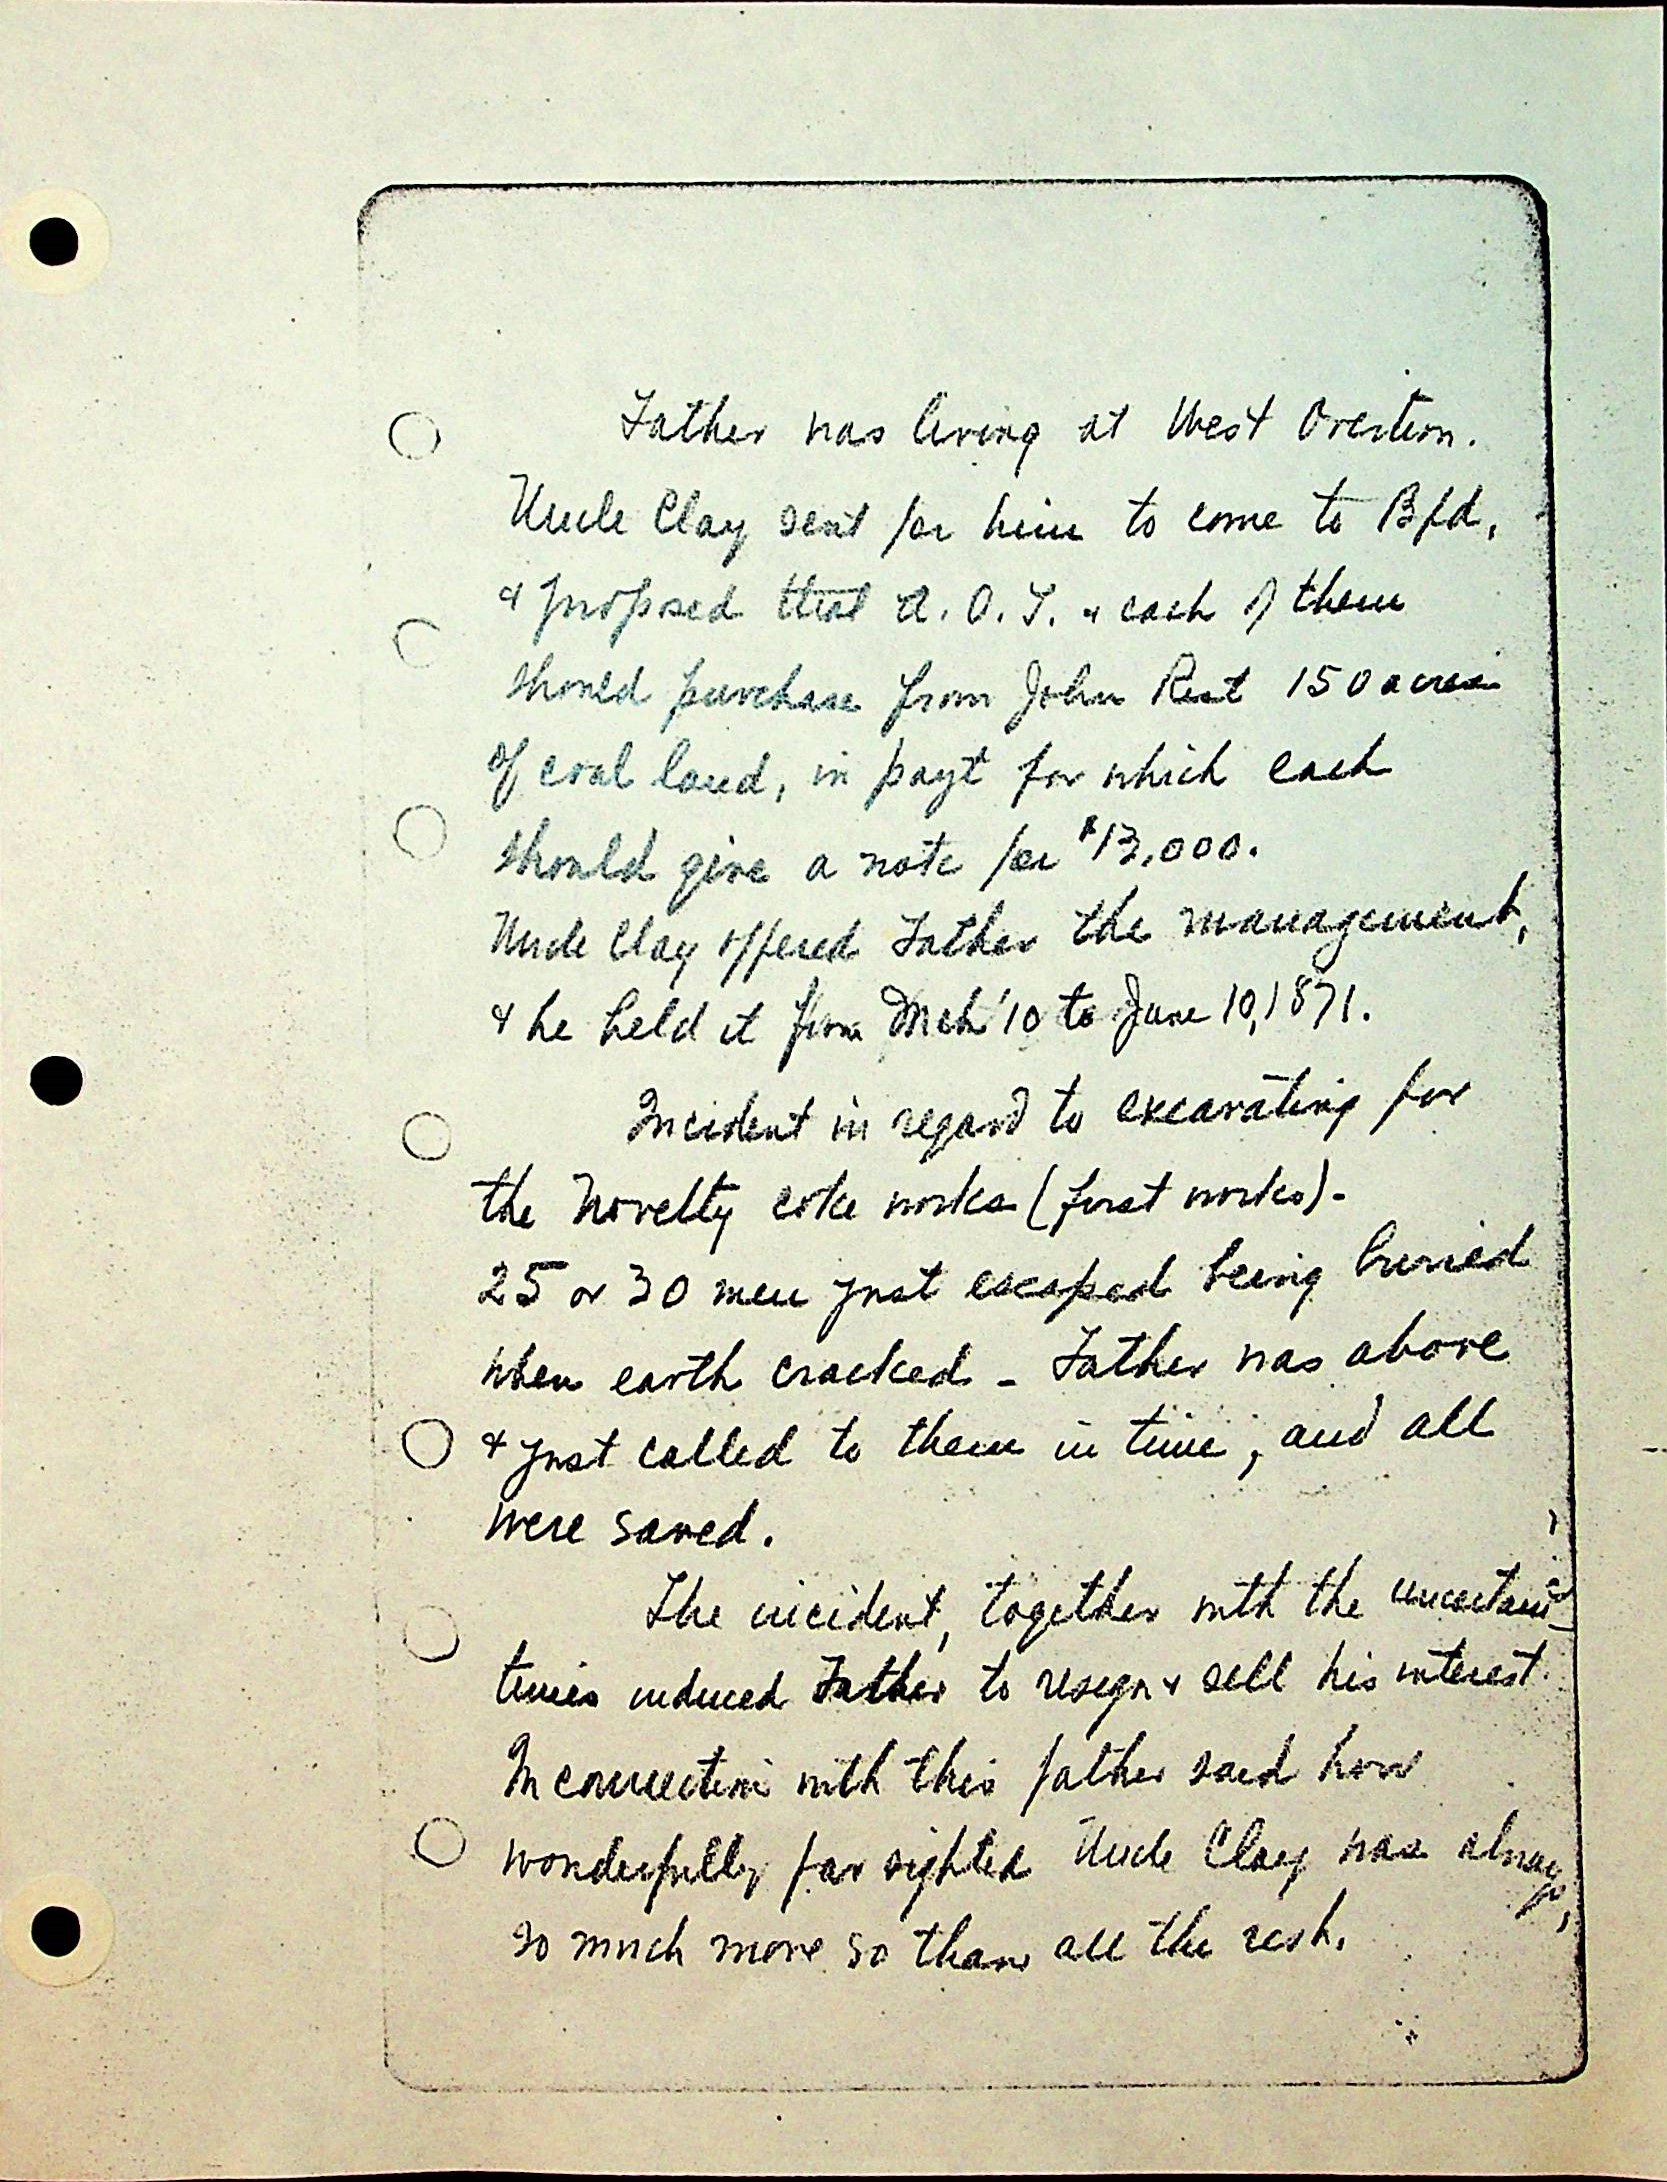 Father was living at West Overton.
Uncle Clay sent for him to come to Bfd,
& proposed that A. O. T. & each of them
should purchase from John Rist 150 acres
of coal land, in payt for which each
should give a note for $13,000.
Uncle Clay offered Father the management,
& he held it from Mch '10 to June 10, 1871.
Incident in regard to excavating for
the Novelty coke works (first works)-
25 or 30 men just escaped being buried
when earth cracked - Father was above
& just called to them in time, and all
were saved.
The incident, together with the uncertain
times induced Father to resign & sell his interest.
In connection with this father said how
wonderfully far sighted Uncle Clay was always,
so much more so than all the rest.